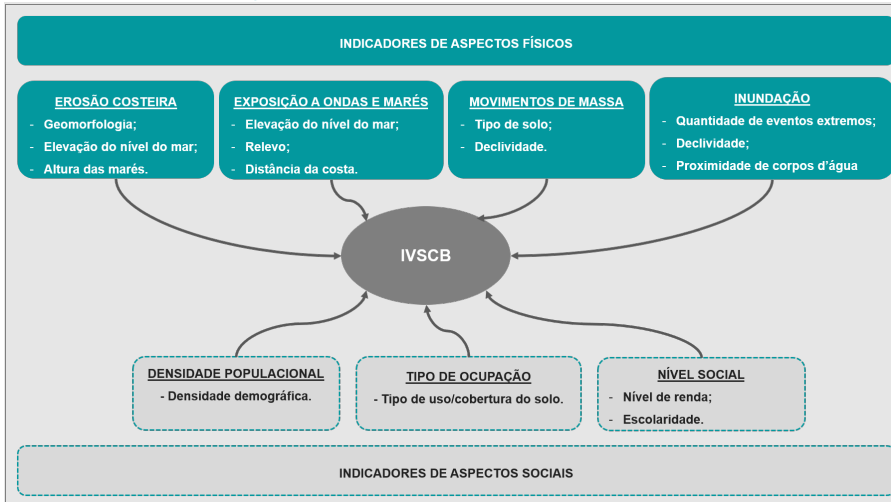 INDICADORES DE ASPECTOS FÍSICOS
EROSÃO COSTEIRA
- Geomorfologia;
- Elevação do nível do mar;
- Altura das marés.
EXPOSIÇÃO A ONDAS E MARÉS
- Elevação do nível do mar;
- Relevo;
- Distância da costa.
MOVIMENTOS DE MASSA
- Tipo de solo;
- Declividade.
INUNDAÇÃO
- Quantidade de eventos extremos;
- Declividade;
- Proximidade de corpos d'água
IVSCB
DENSIDADE POPULACIONAL
- Densidade demográfica.
TIPO DE OCUPAÇÃO
- Tipo de uso/cobertura do solo.
NÍVEL SOCIAL
- Nível de renda;
- Escolaridade.
INDICADORES DE ASPECTOS SOCIAIS